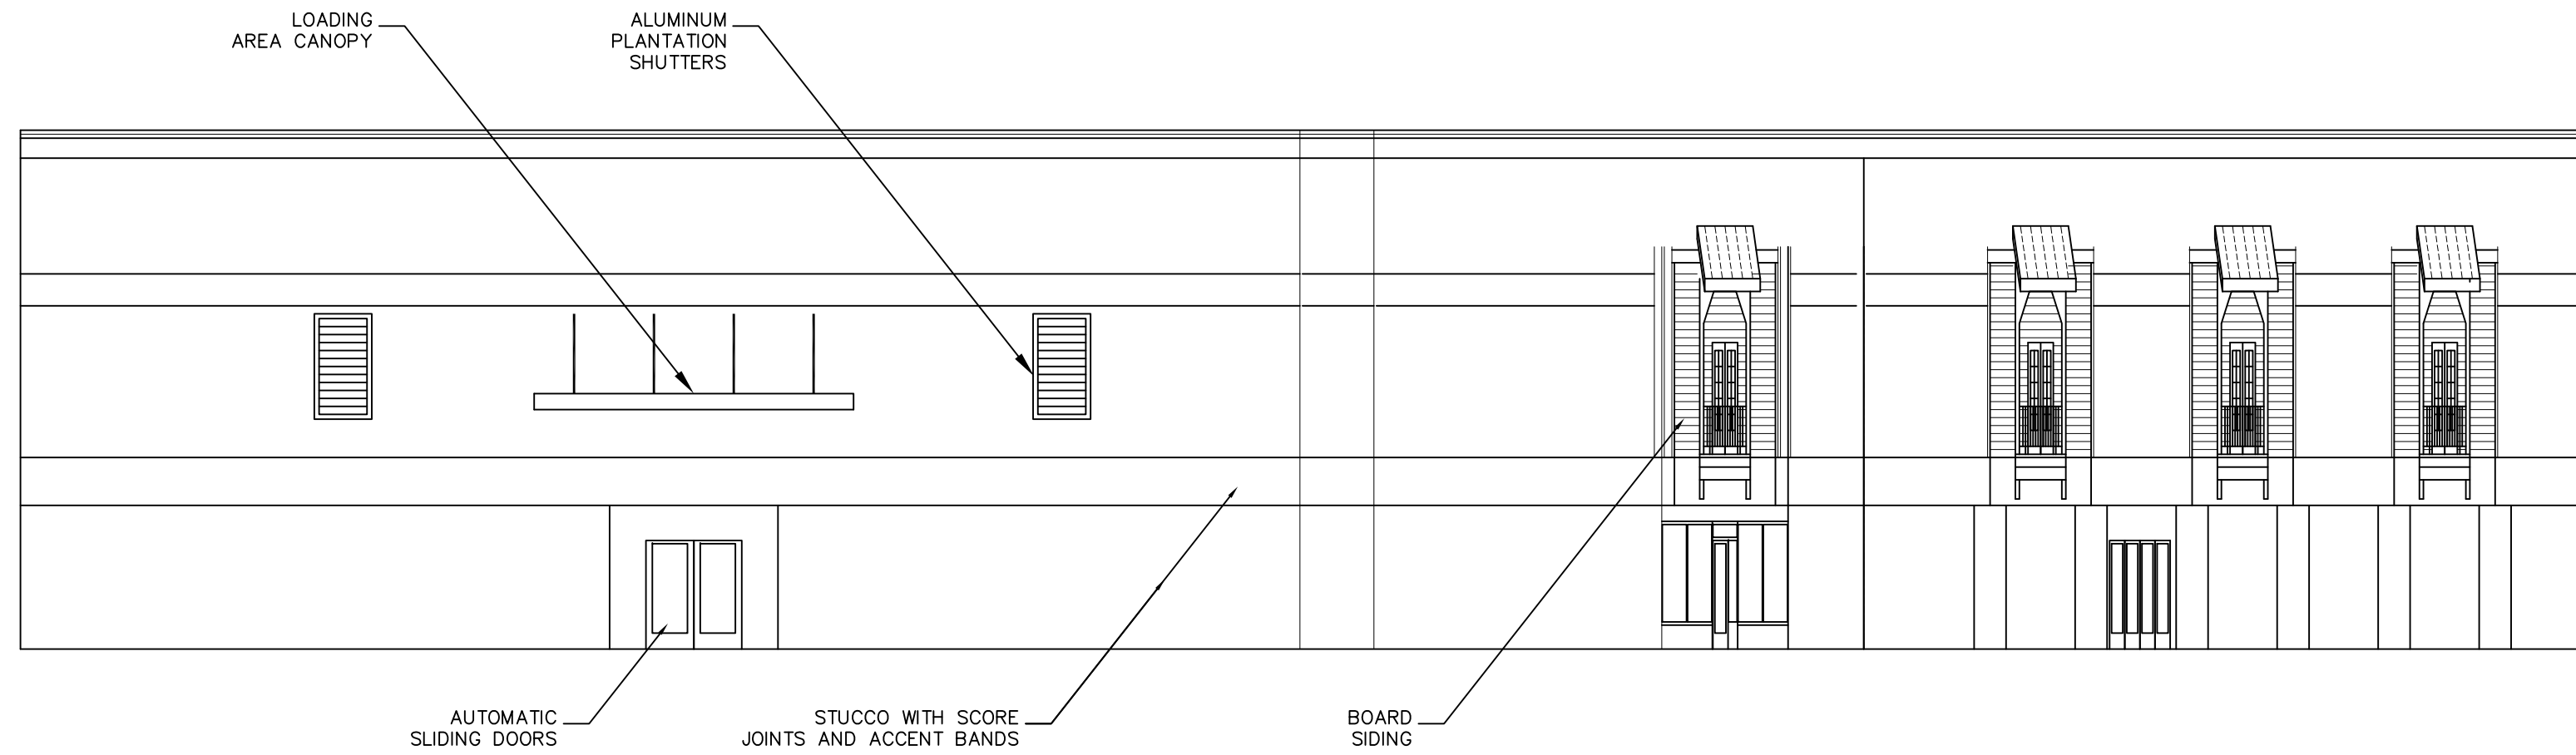 LOADING
AREA CANOPY
ALUMINUM
PLANTATION
SHUTTERS
AUTOMATIC
SLIDING DOORS
STUCCO WITH SCORE
JOINTS AND ACCENT BANDS
BOARD
SIDING